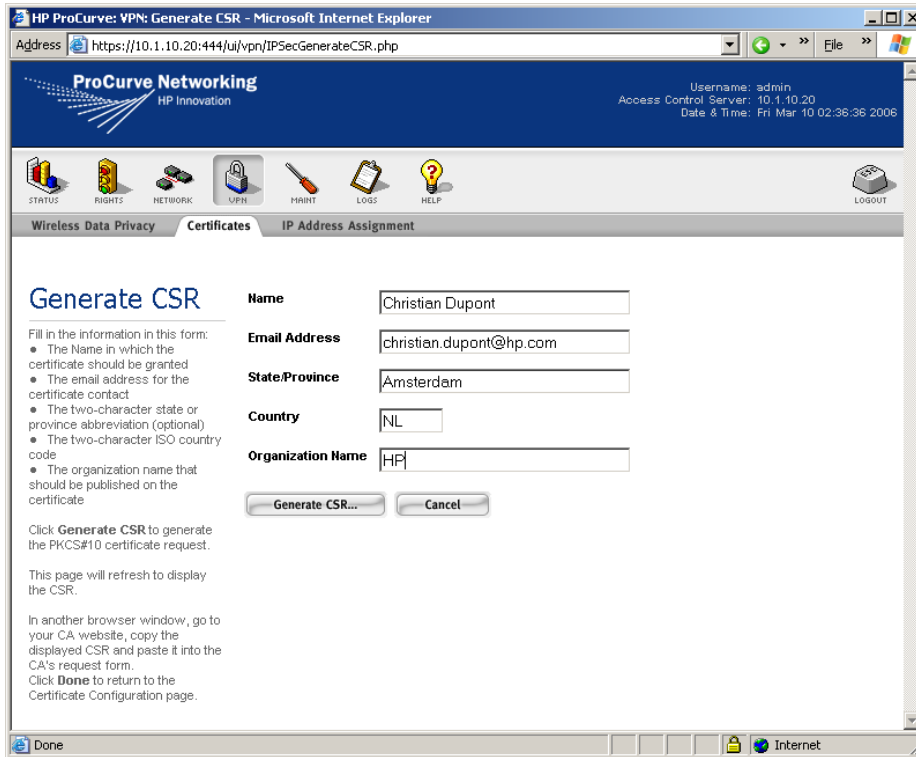 HP ProCurve: VPN: Generate CSR - Microsoft Internet Explorer
Address https://10.1.10.20:444/ui/vpn/IPSecGenerateCSR.php File
ProCurve Networking
HP Innovation
Username: admin
Access Control Server: 10.1.10.20
Date & Time: Fri Mar 10 02:36:36 2006
STATUS RIGHTS NETWORK VPN MAINT LOGS HELP LOGOUT
Wireless Data Privacy Certificates IP Address Assignment
Generate CSR
Fill in the information in this form:
● The Name in which the
certificate should be granted
● The email address for the
certificate contact
● The two-character state or
province abbreviation (optional)
● The two-character ISO country
code
● The organization name that
should be published on the
certificate
Click Generate CSR to generate
the PKCS#10 certificate request.
This page will refresh to display
the CSR.
In another browser window, go to
your CA website, copy the
displayed CSR and paste it into the
CA's request form.
Click Done to return to the
Certificate Configuration page.
Name Christian Dupont
Email Address christian.dupont@hp.com
State/Province Amsterdam
Country NL
Organization Name HP
Generate CSR... Cancel
Done Internet